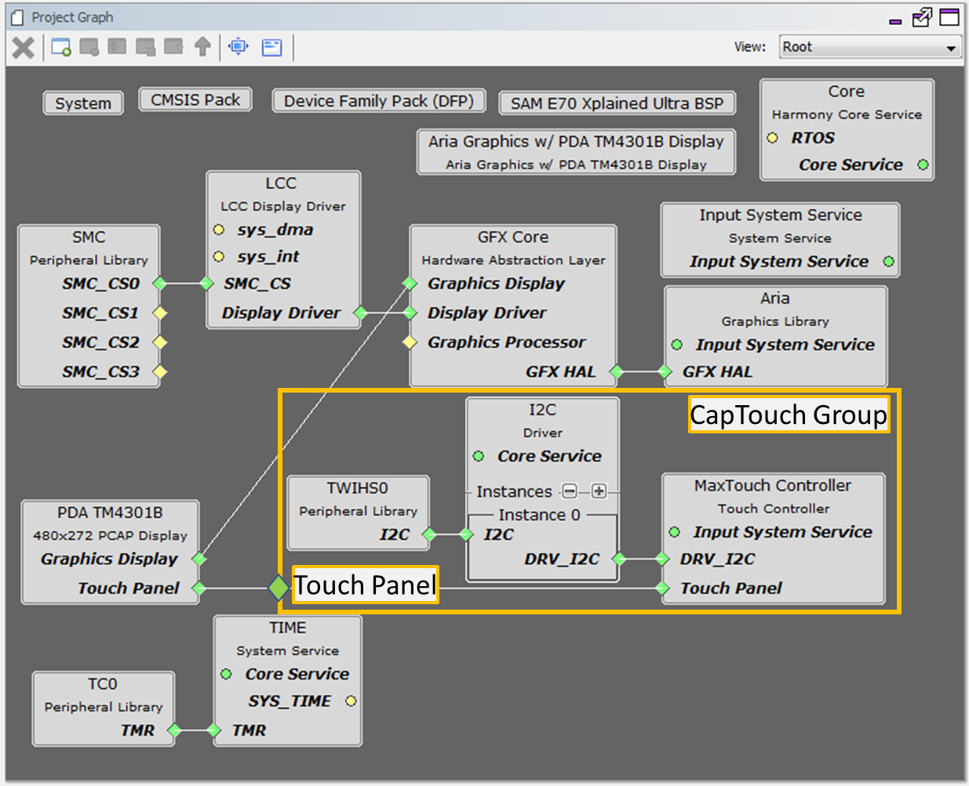 Project Graph
View: Root
System
CMSIS Pack
Device Family Pack (DFP)
SAM E70 Xplained Ultra BSP
Core
Harmony Core Service
RTOS
Core Service
Aria Graphics w/ PDA TM4301B Display
Aria Graphics w/ PDA TM4301B Display
LCC
LCC Display Driver
sys_dma
sys_int
SMC_CS
Display Driver
SMC
Peripheral Library
SMC_CS0
SMC_CS1
SMC_CS2
SMC_CS3
GFX Core
Hardware Abstraction Layer
Graphics Display
Display Driver
Graphics Processor
GFX HAL
Input System Service
System Service
Input System Service
Aria
Graphics Library
Input System Service
GFX HAL
CapTouch Group
I2C
Driver
Core Service
Instances
Instance 0
I2C
DRV_I2C
TWIHS0
Peripheral Library
I2C
MaxTouch Controller
Touch Controller
Input System Service
DRV_I2C
Touch Panel
PDA TM4301B
480x272 PCAP Display
Graphics Display
Touch Panel
Touch Panel
TIME
System Service
Core Service
SYS_TIME
TMR
TC0
Peripheral Library
TMR